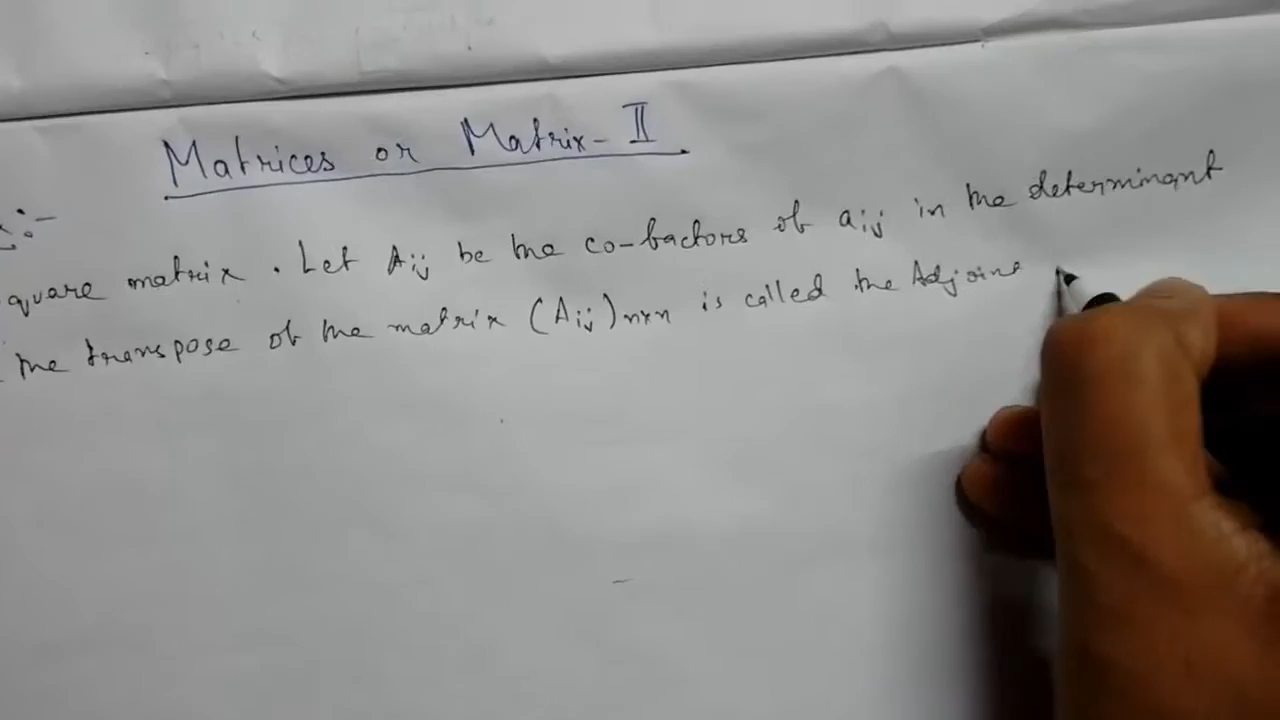 Matrices or Matrix - II
square matrix. Let Aij be the co-factors of aij in the determinant
the transpose of the matrix (Aij)nxn is called the Adjoint